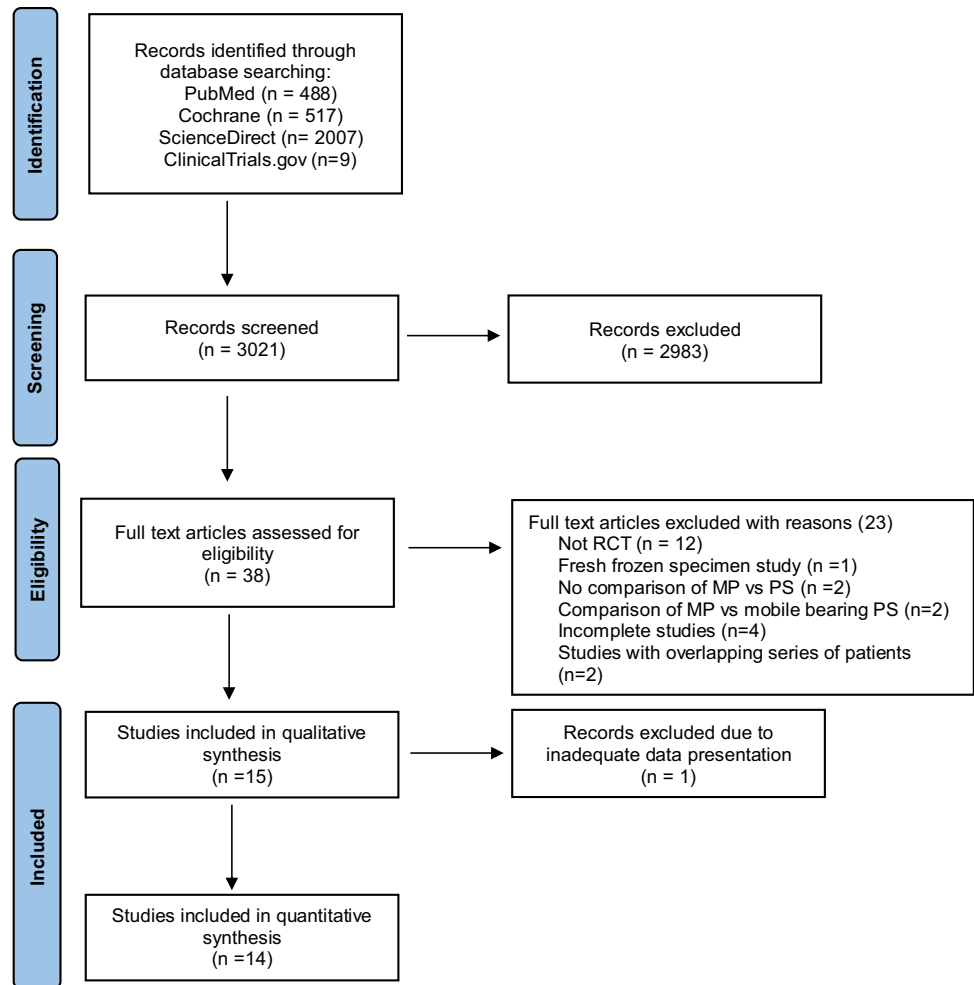 Identification
Records identified through
database searching:
PubMed (n = 488)
Cochrane (n = 517)
ScienceDirect (n= 2007)
ClinicalTrials.gov (n=9)
Screening
Records screened
(n = 3021)
Records excluded
(n = 2983)
Eligibility
Full text articles assessed for
eligibility
(n = 38)
Full text articles excluded with reasons (23)
Not RCT (n = 12)
Fresh frozen specimen study (n =1)
No comparison of MP vs PS (n =2)
Comparison of MP vs mobile bearing PS (n=2)
Incomplete studies (n=4)
Studies with overlapping series of patients
(n=2)
Included
Studies included in qualitative
synthesis
(n =15)
Records excluded due to
inadequate data presentation
(n = 1)
Studies included in quantitative
synthesis
(n =14)